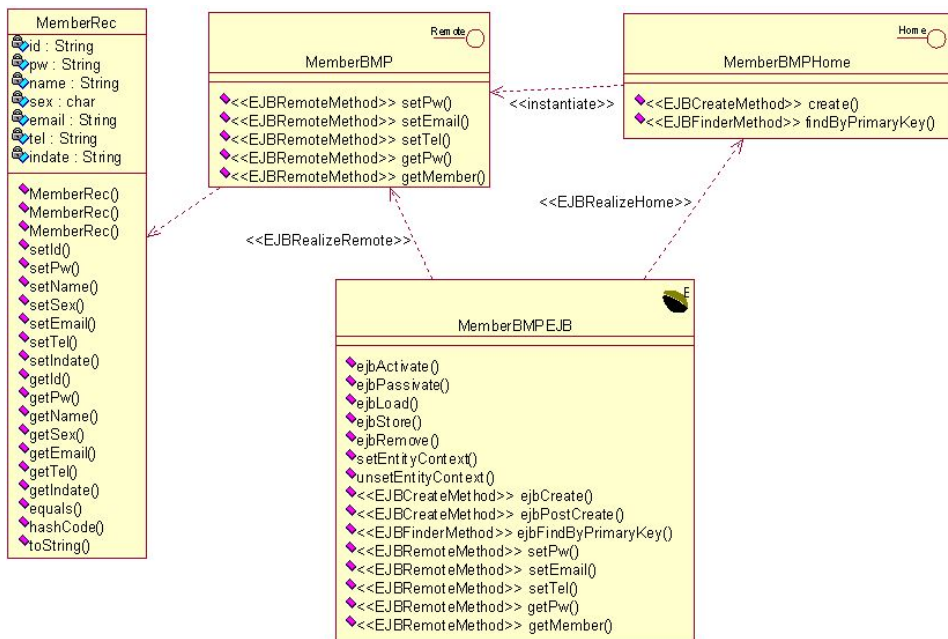 MemberRec
id : String
pw : String
name : String
sex : char
email : String
tel : String
indate : String
MemberRec()
MemberRec()
MemberRec()
setId()
setPw()
setName()
setSex()
setEmail()
setTel()
setIndate()
getId()
getPw()
getName()
getSex()
getEmail()
getTel()
getIndate()
equals()
hashCode()
toString()
Remote
MemberBMP
<<EJBRemoteMethod>> setPw()
<<EJBRemoteMethod>> setEmail()
<<EJBRemoteMethod>> setTel()
<<EJBRemoteMethod>> getPw()
<<EJBRemoteMethod>> getMember()
<<instantiate>>
Home
MemberBMPHome
<<EJBCreateMethod>> create()
<<EJBFinderMethod>> findByPrimaryKey()
<<EJBRealizeRemote>>
<<EJBRealizeHome>>
E
MemberBMPEJB
ejbActivate()
ejbPassivate()
ejbLoad()
ejbStore()
ejbRemove()
setEntityContext()
unsetEntityContext()
<<EJBCreateMethod>> ejbCreate()
<<EJBCreateMethod>> ejbPostCreate()
<<EJBFinderMethod>> ejbFindByPrimaryKey()
<<EJBRemoteMethod>> setPw()
<<EJBRemoteMethod>> setEmail()
<<EJBRemoteMethod>> setTel()
<<EJBRemoteMethod>> getPw()
<<EJBRemoteMethod>> getMember()